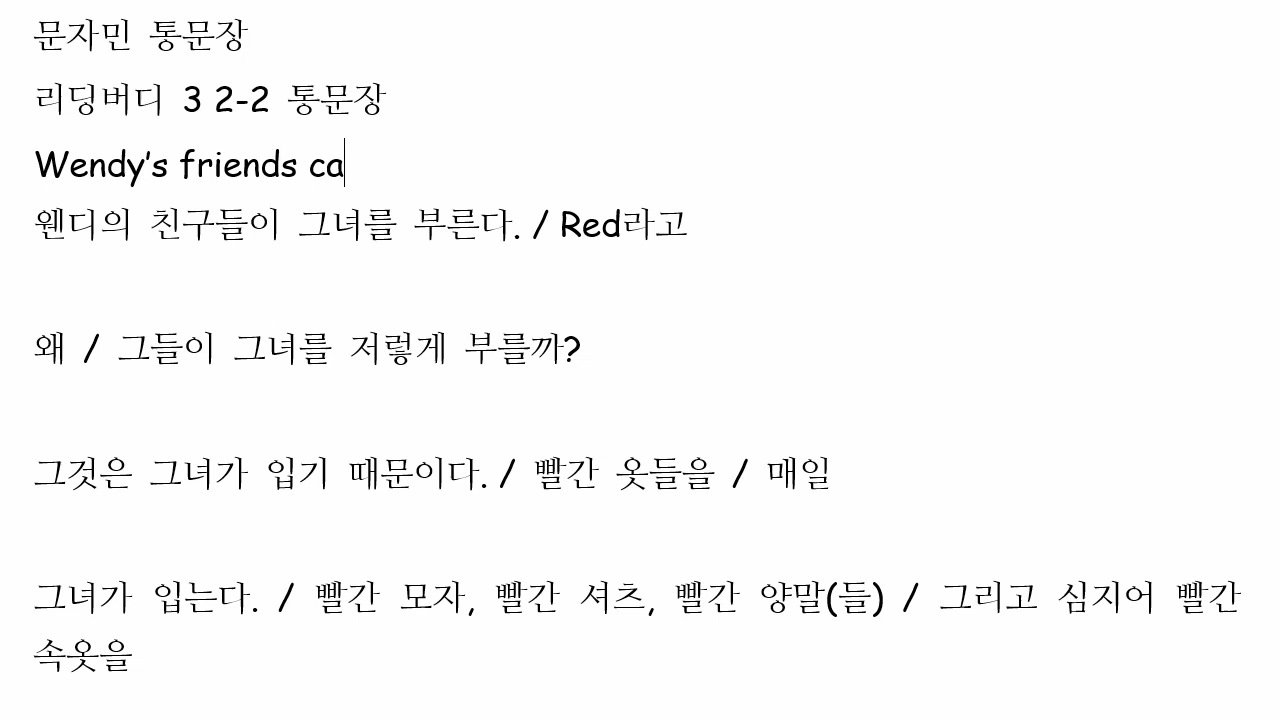 문자민 통문장
리딩버디 3 2-2 통문장
Wendy’s friends ca
웬디의 친구들이 그녀를 부른다. / Red라고
왜 / 그들이 그녀를 저렇게 부를까?
그것은 그녀가 입기 때문이다. / 빨간 옷들을 / 매일
그녀가 입는다. / 빨간 모자, 빨간 셔츠, 빨간 양말(들) / 그리고 심지어 빨간
속옷을